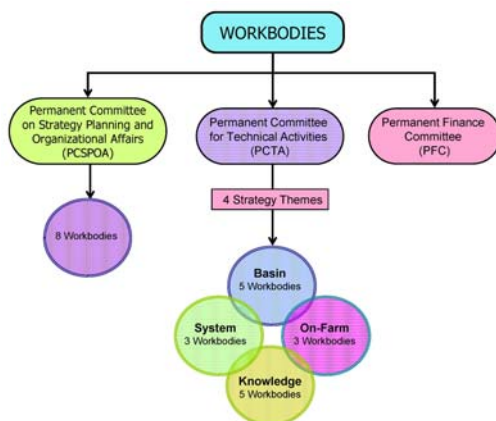 WORKBODIES
Permanent Committee
on Strategy Planning and
Organizational Affairs
(PCSPOA)
Permanent Committee
for Technical Activities
(PCTA)
Permanent Finance
Committee
(PFC)
4 Strategy Themes
8 Workbodies
Basin
5 Workbodies
System
3 Workbodies
On-Farm
3 Workbodies
Knowledge
5 Workbodies